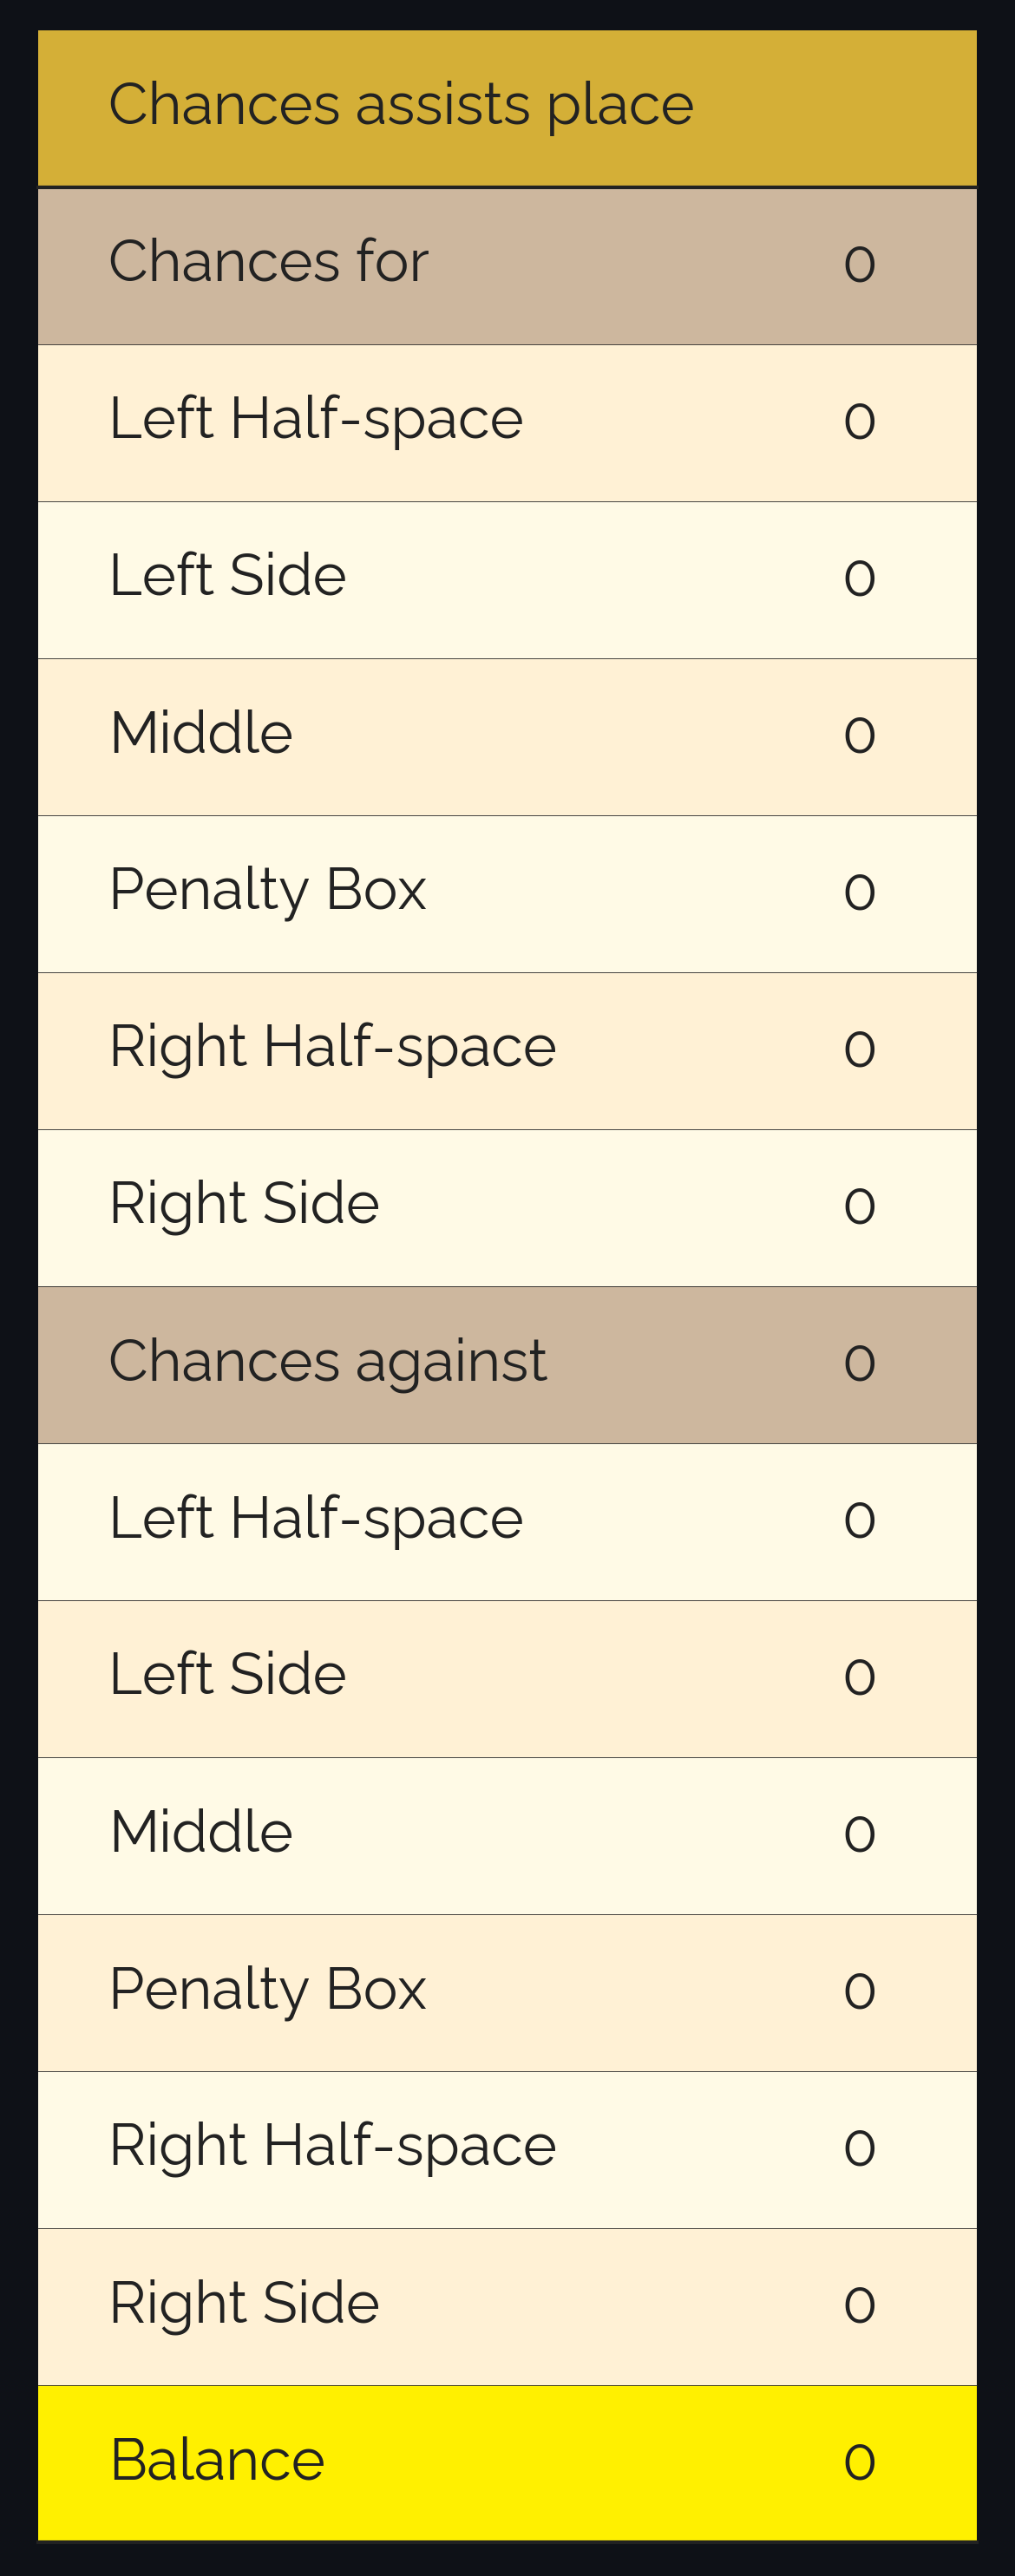 Chances assists place
Chances for 0
Left Half-space 0
Left Side 0
Middle 0
Penalty Box 0
Right Half-space 0
Right Side 0
Chances against 0
Left Half-space 0
Left Side 0
Middle 0
Penalty Box 0
Right Half-space 0
Right Side 0
Balance 0